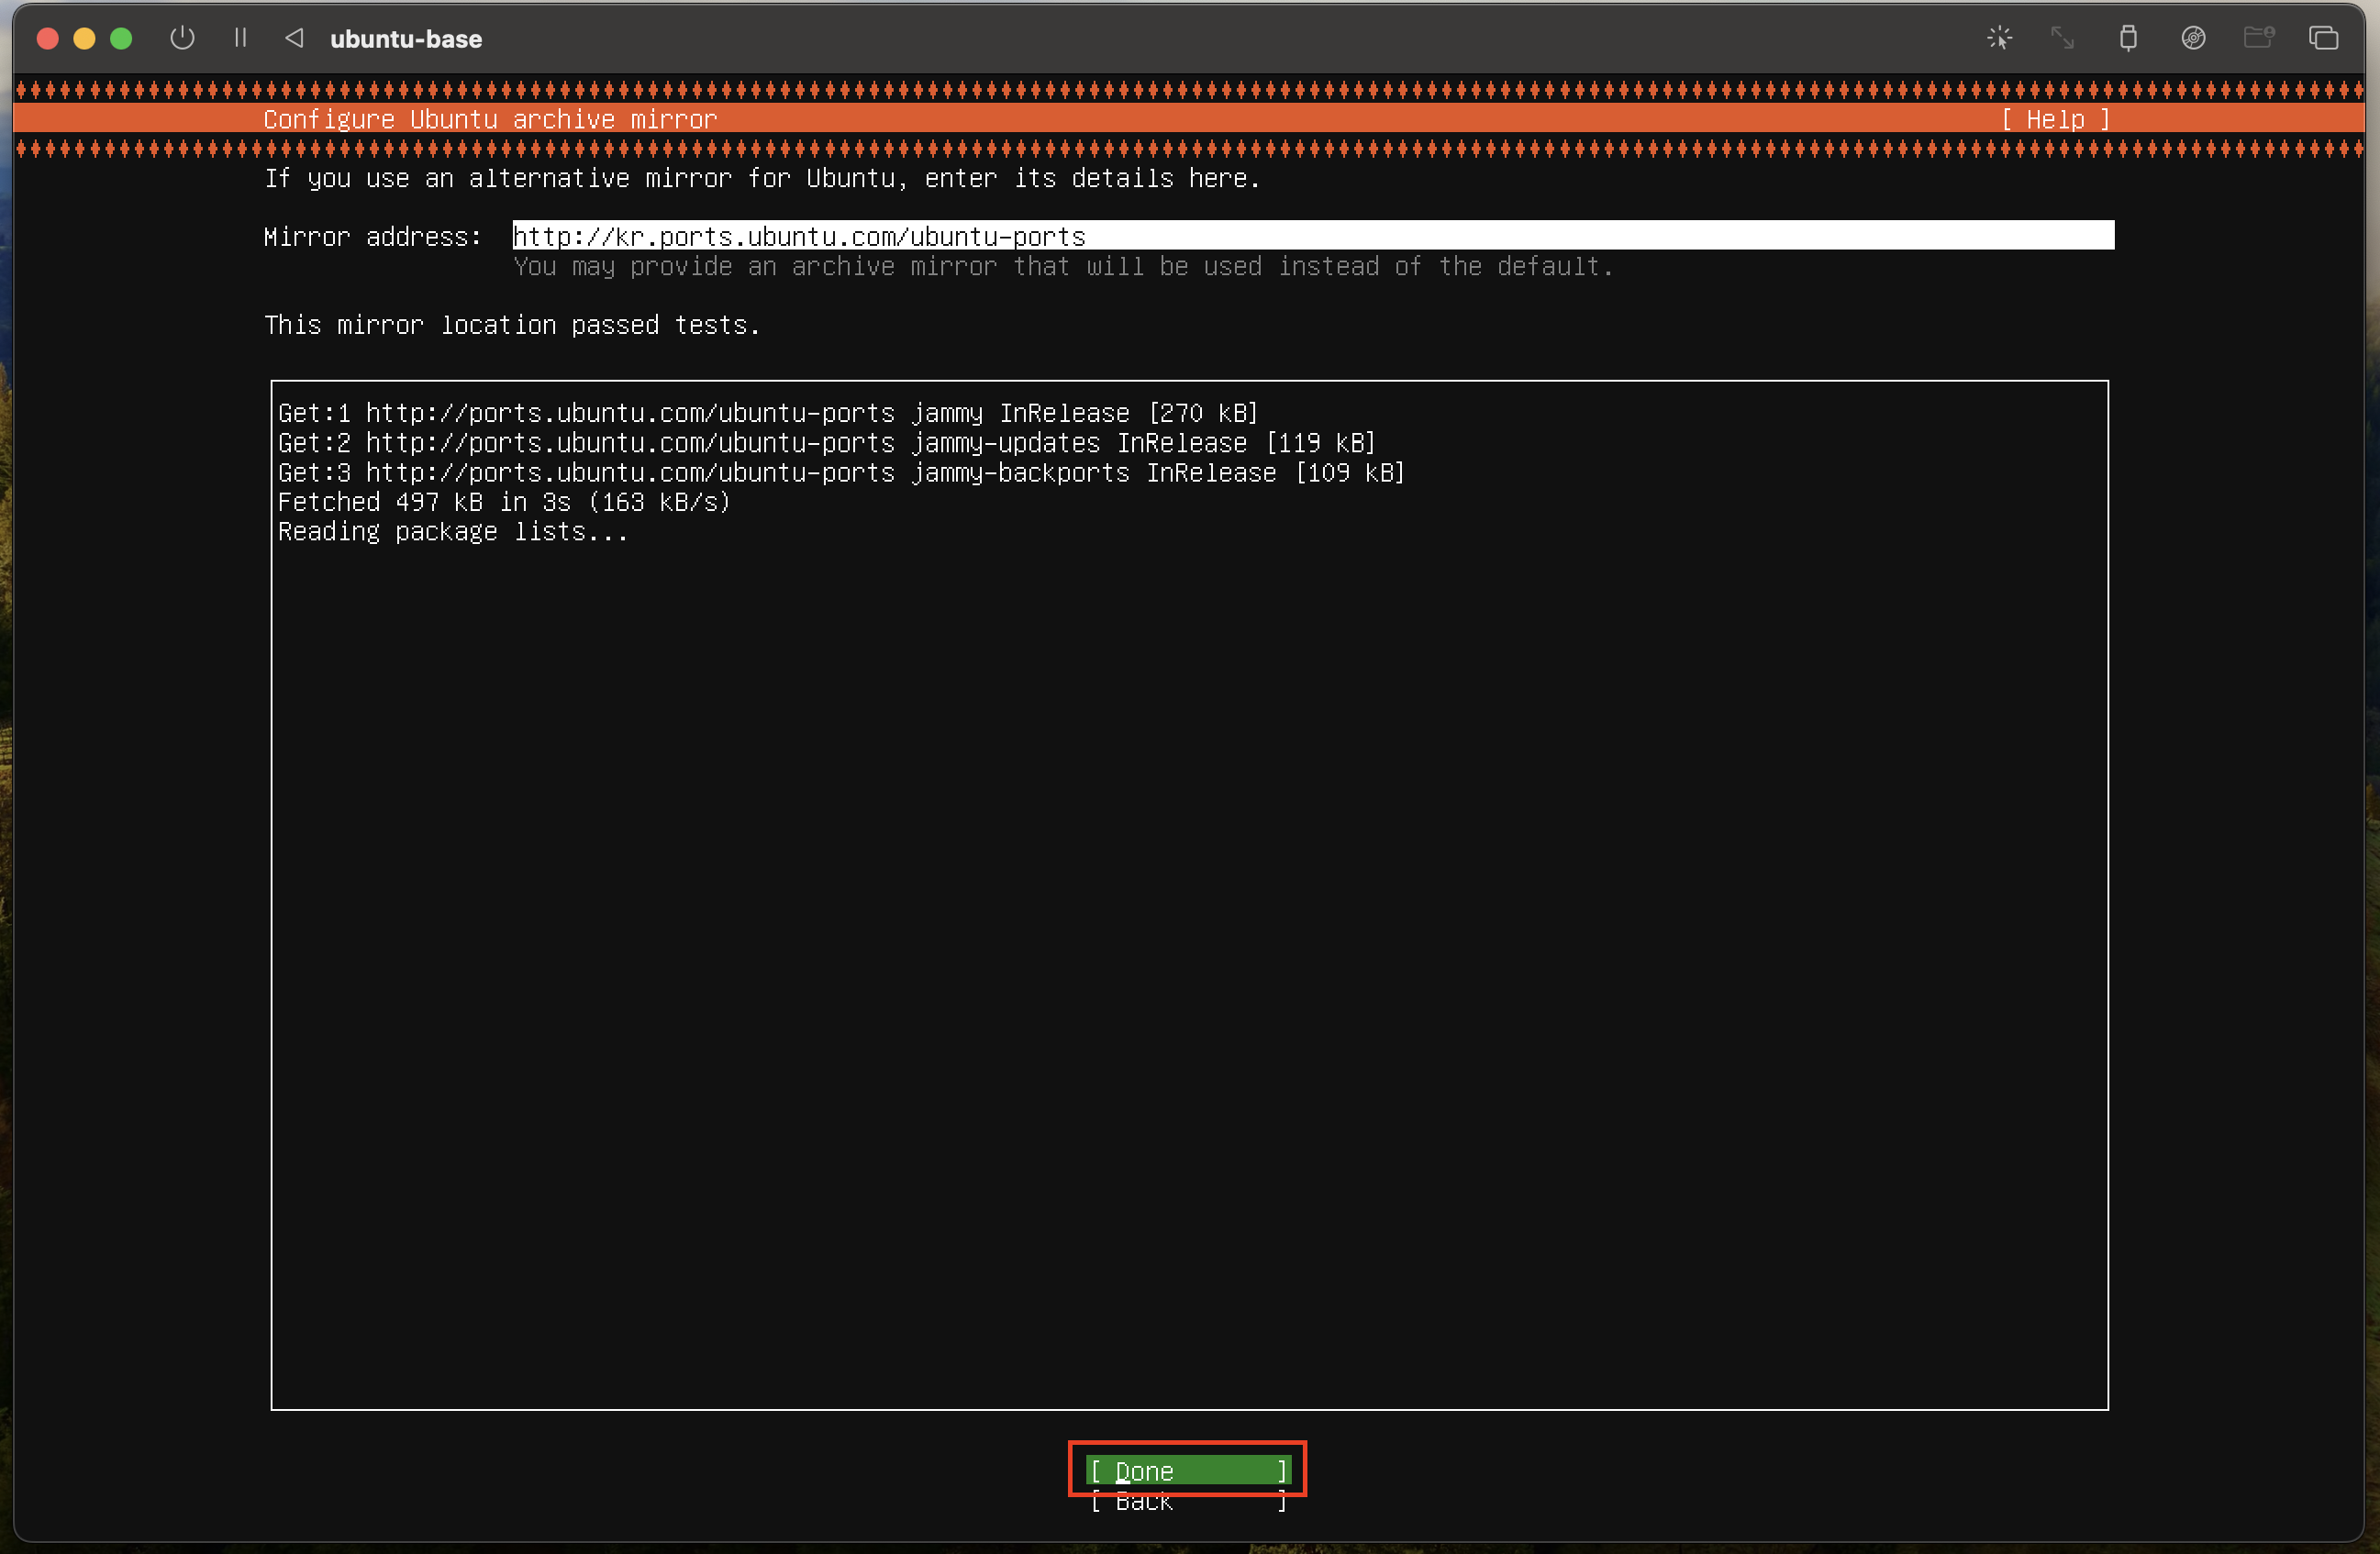 ubuntu-base
Configure Ubuntu archive mirror [ Help ]
If you use an alternative mirror for Ubuntu, enter its details here.
Mirror address: http://kr.ports.ubuntu.com/ubuntu-ports
You may provide an archive mirror that will be used instead of the default.
This mirror location passed tests.
Get:1 http://ports.ubuntu.com/ubuntu-ports jammy InRelease [270 kB]
Get:2 http://ports.ubuntu.com/ubuntu-ports jammy-updates InRelease [119 kB]
Get:3 http://ports.ubuntu.com/ubuntu-ports jammy-backports InRelease [109 kB]
Fetched 497 kB in 3s (163 kB/s)
Reading package lists...
[ Done ]
[ Back ]